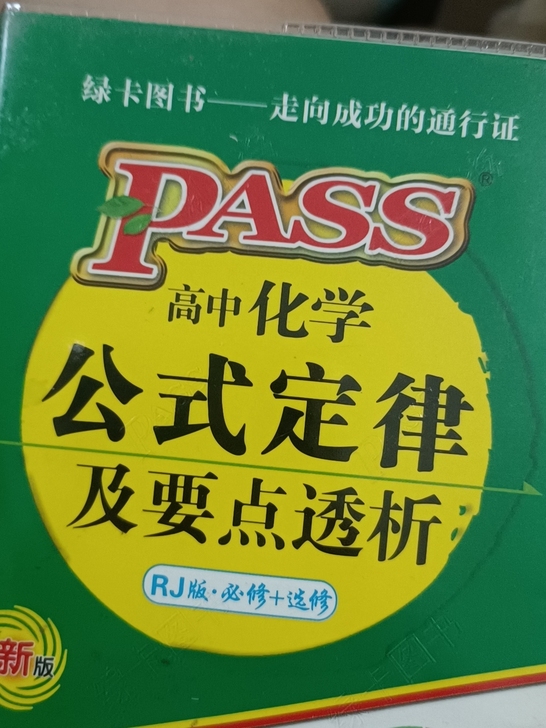 绿卡图书——走向成功的通行证
PASS®
高中化学
公式定律
及要点透析
RJ版·必修+选修
新版